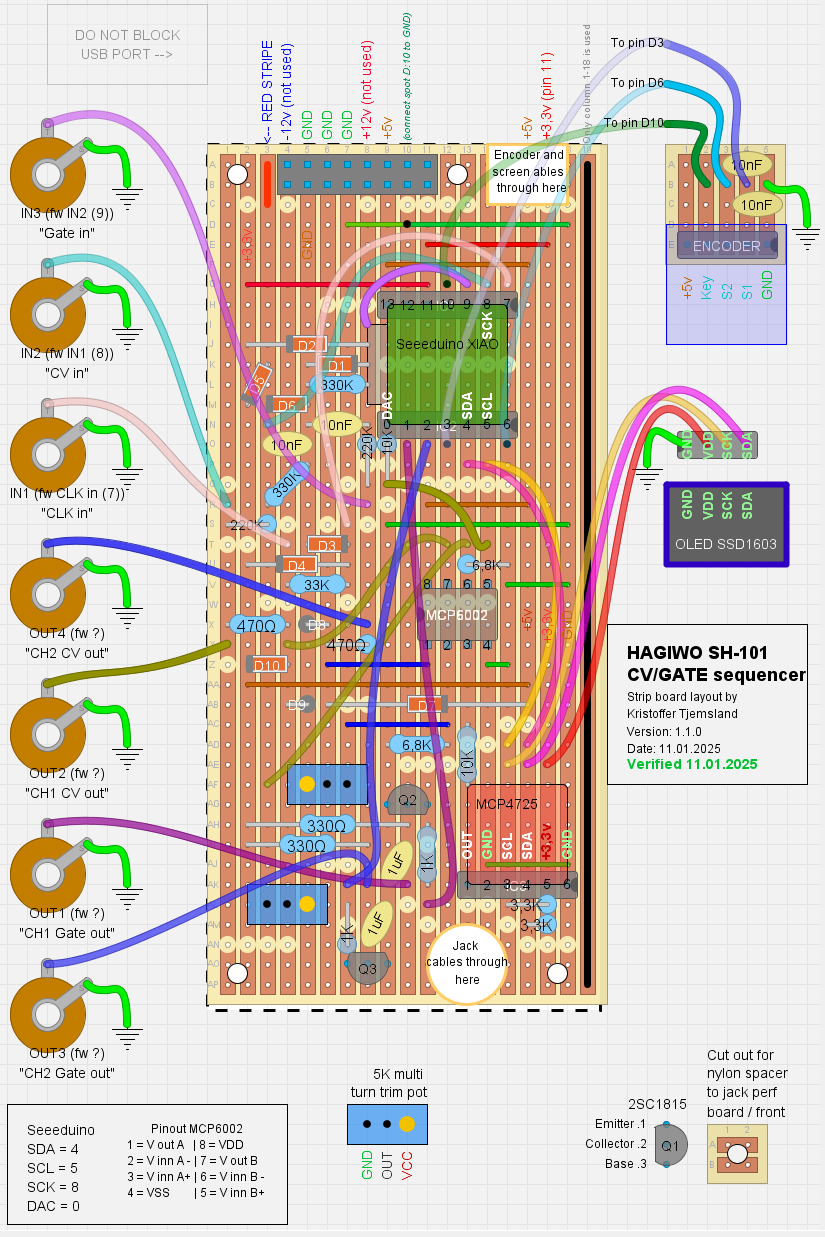 DO NOT BLOCK
USB PORT -->
<-- RED STRIPE
-12v (not used)
GND
GND
GND
+12v (not used)
+5v
(connect spot D:10 to GND)
+5v
+3,3v (pin 11)
Only column 1-18 is used
To pin D3
To pin D6
To pin D10
Encoder and
screen ables
through here
10nF
10nF
ENCODER
+5v
Key
S2
S1
GND
IN3 (fw IN2 (9))
"Gate in"
IN2 (fw IN1 (8))
"CV in"
IN1 (fw CLK in (7))
"CLK in"
OUT4 (fw ?)
"CH2 CV out"
OUT2 (fw ?)
"CH1 CV out"
OUT1 (fw ?)
"CH1 Gate out"
OUT3 (fw ?)
"CH2 Gate out"
+3.3v
GND
13 12 11 10 9 8 7
SCK
Seeeduino XIAO
DAC
SDA
SCL
0 1 2 3 4 5 6
D2
D1
D5
330K
D6
10nF
10nF
220K
10K
330K
220K
D3
D4
33K
6,8K
8 7 6 5
MCP6002
1 2 3 4
+5v
+3,3v
GND
470Ω
D8
470Ω
D10
D9
D7
6,8K
10K
Q2
330Ω
330Ω
1uF
1K
MCP4725
OUT
GND
SCL
SDA
+3,3v
GND
1 2 3 4 5 6
3,3K
3,3K
1uF
1K
Q3
Jack
cables through
here
GND
VDD
SCK
SDA
GND
VDD
SCK
SDA
OLED SSD1603
HAGIWO SH-101
CV/GATE sequencer
Strip board layout by
Kristoffer Tjemsland
Version: 1.1.0
Date: 11.01.2025
Verified 11.01.2025
Seeeduino
SDA = 4
SCL = 5
SCK = 8
DAC = 0
Pinout MCP6002
1 = V out A | 8 = VDD
2 = V inn A - | 7 = V out B
3 = V inn A+ | 6 = V inn B -
4 = VSS | 5 = V inn B+
5K multi
turn trim pot
GND
OUT
VCC
2SC1815
Emitter .1
Collector .2
Base .3
Q1
Cut out for
nylon spacer
to jack perf
board / front